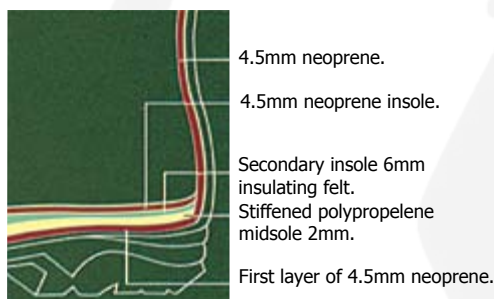 4.5mm neoprene.
4.5mm neoprene insole.
Secondary insole 6mm
insulating felt.
Stiffened polypropelene
midsole 2mm.
First layer of 4.5mm neoprene.